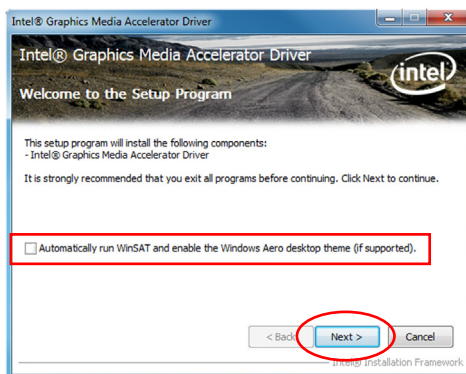 Intel® Graphics Media Accelerator Driver
Intel® Graphics Media Accelerator Driver
intel
Welcome to the Setup Program
This setup program will install the following components:
- Intel® Graphics Media Accelerator Driver
It is strongly recommended that you exit all programs before continuing. Click Next to continue.
Automatically run WinSAT and enable the Windows Aero desktop theme (if supported).
< Back Next > Cancel
Intel® Installation Framework